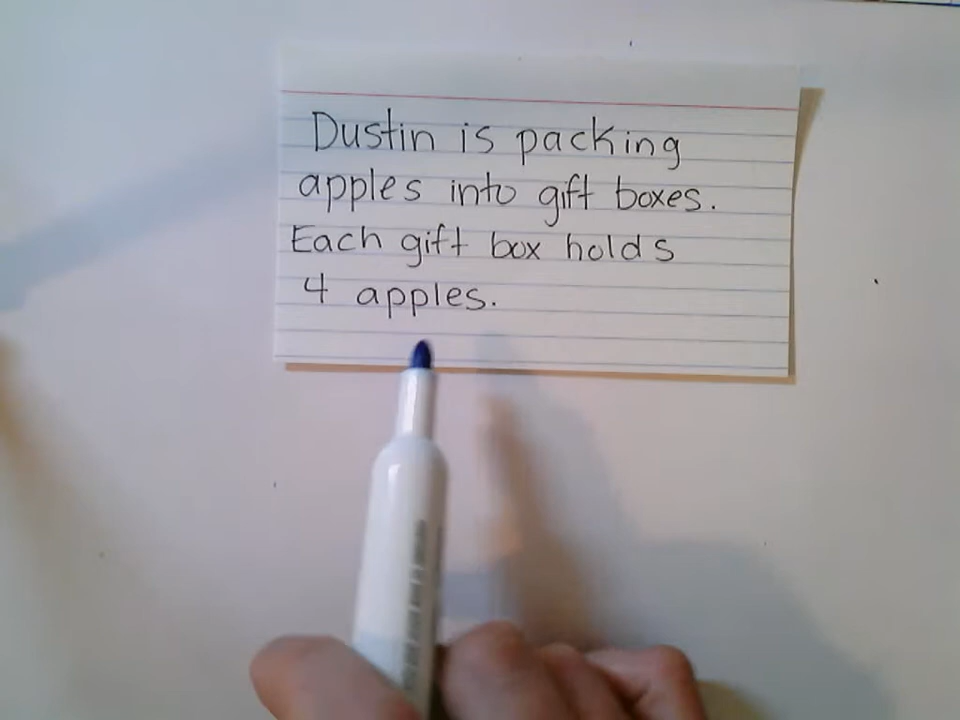 Dustin is packing
apples into gift boxes.
Each gift box holds
4 apples.